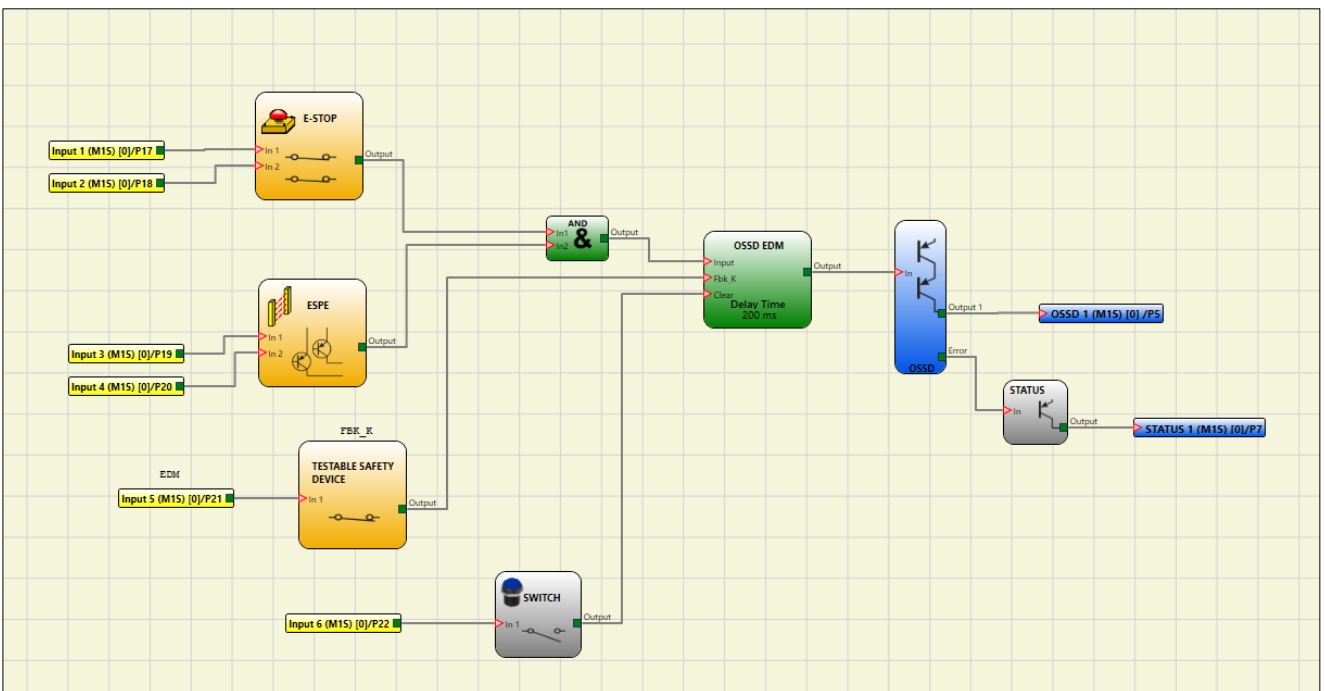 E-STOP
Input 1 (M1S) [0]/P17
In 1
Output
In 2
Input 2 (M1S) [0]/P18
AND
&
In1
Output
In2
OSSD EDM
Input
Output
Fbk_K
Clear
Delay Time
200 ms
In
Output 1
OSSD 1 (M1S) [0] /P5
Error
OSSD
ESPE
In 1
Output
Input 3 (M1S) [0]/P19
In 2
Input 4 (M1S) [0]/P20
STATUS
In
Output
STATUS 1 (M1S) [0]/P7
FBK_K
TESTABLE SAFETY
DEVICE
EDM
Input 5 (M1S) [0]/P21
In 1
Output
SWITCH
Input 6 (M1S) [0]/P22
In 1
Output